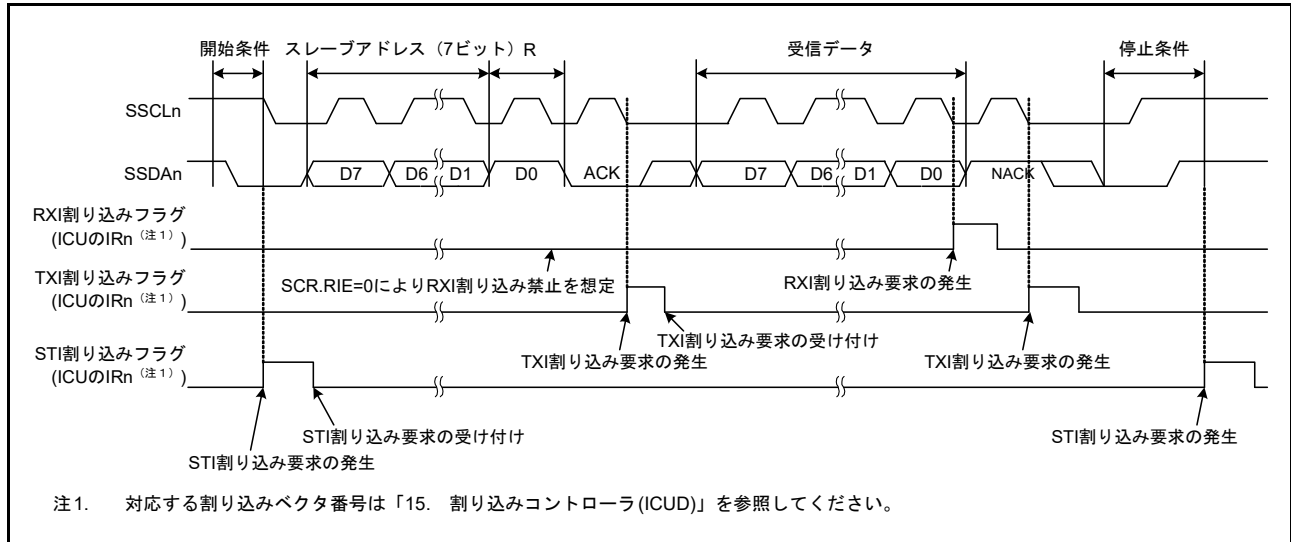 開始条件 スレーブアドレス（7ビット）R 受信データ 停止条件
SSCLn
SSDAn D7 D6 D1 D0 ACK D7 D6 D1 D0 NACK
RXI割り込みフラグ
(ICUのIRn（注1）)
SCR.RIE=0によりRXI割り込み禁止を想定
RXI割り込み要求の発生
TXI割り込みフラグ
(ICUのIRn（注1）)
TXI割り込み要求の受け付け
TXI割り込み要求の発生 TXI割り込み要求の発生
STI割り込みフラグ
(ICUのIRn（注1）)
STI割り込み要求の受け付け STI割り込み要求の発生
STI割り込み要求の発生
注1. 対応する割り込みベクタ番号は「15. 割り込みコントローラ(ICUD)」を参照してください。